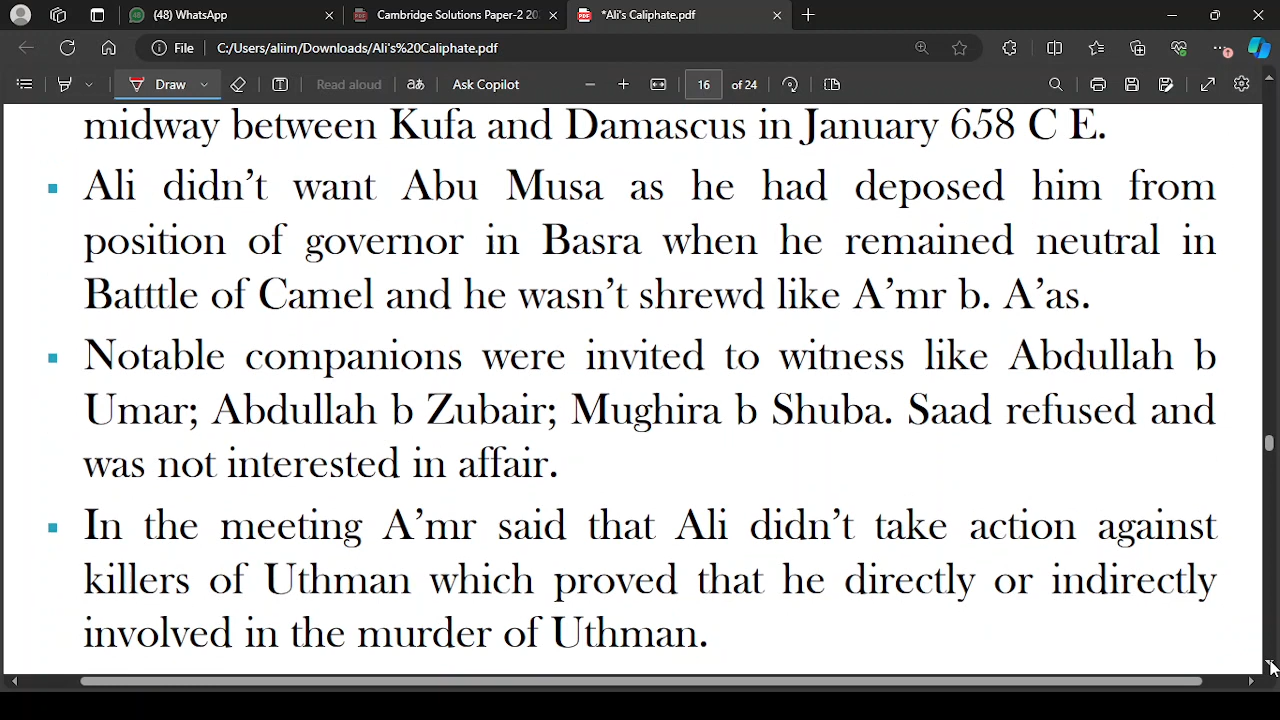 (48) WhatsApp
Cambridge Solutions Paper-2 20
*Ali's Caliphate.pdf
File
C:/Users/aliim/Downloads/Ali's%20Caliphate.pdf
Draw
Read aloud
aあ
Ask Copilot
16
of 24
midway between Kufa and Damascus in January 658 C E.
▪ Ali didn't want Abu Musa as he had deposed him from
position of governor in Basra when he remained neutral in
Batttle of Camel and he wasn't shrewd like A'mr b. A'as.
▪ Notable companions were invited to witness like Abdullah b
Umar; Abdullah b Zubair; Mughira b Shuba. Saad refused and
was not interested in affair.
▪ In the meeting A'mr said that Ali didn't take action against
killers of Uthman which proved that he directly or indirectly
involved in the murder of Uthman.